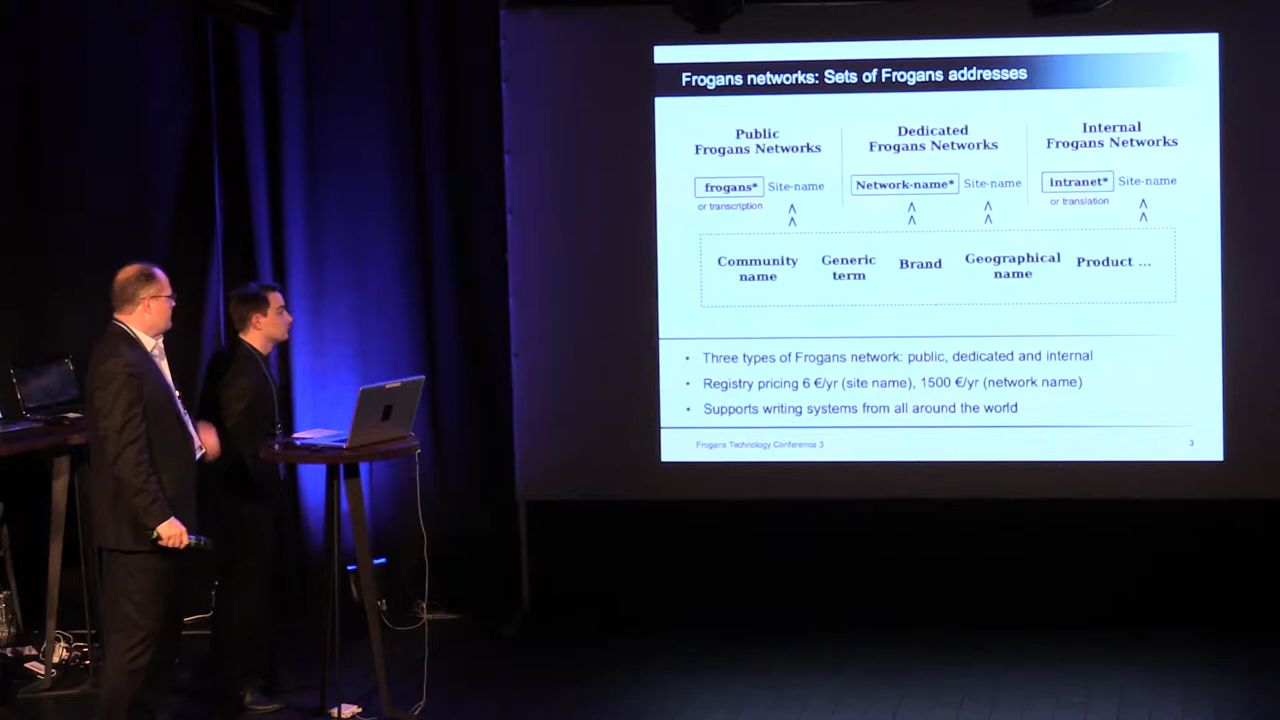 Frogans networks: Sets of Frogans addresses
Public
Frogans Networks
frogans* Site-name
or transcription
Dedicated
Frogans Networks
Network-name* Site-name
Internal
Frogans Networks
intranet* Site-name
or translation
Community
name
Generic
term
Brand
Geographical
name
Product ...
• Three types of Frogans network: public, dedicated and internal
• Registry pricing 6 €/yr (site name), 1500 €/yr (network name)
• Supports writing systems from all around the world
Frogans Technology Conference 3
3